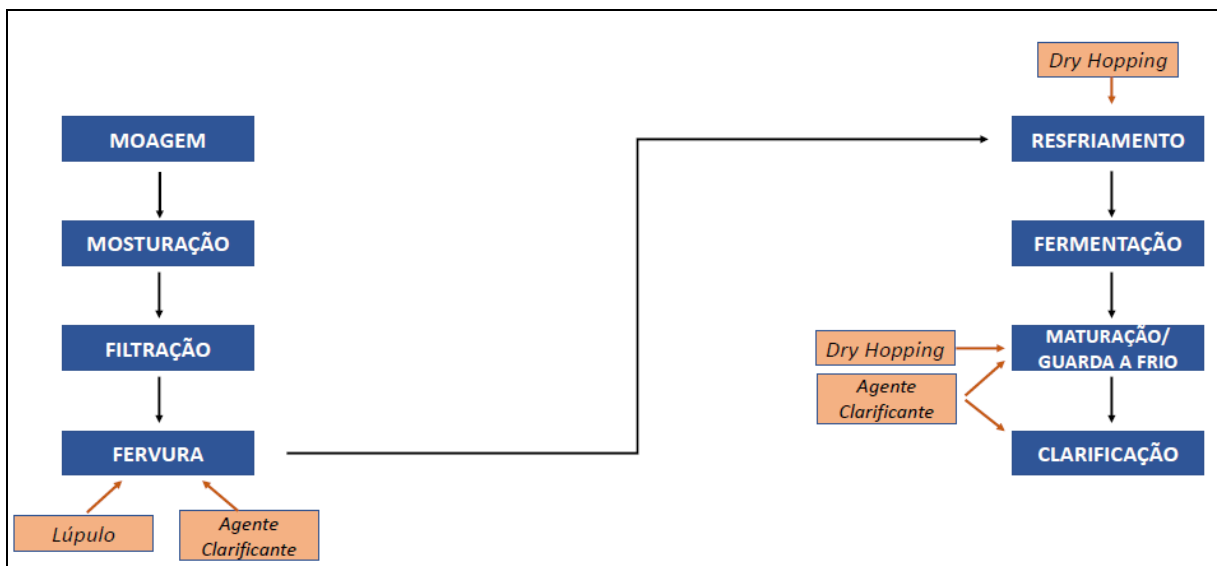 MOAGEM
MOSTURAÇÃO
FILTRAÇÃO
FERVURA
Lúpulo
Agente
Clarificante
Dry Hopping
RESFRIAMENTO
FERMENTAÇÃO
Dry Hopping
MATURAÇÃO/
GUARDA A FRIO
Agente
Clarificante
CLARIFICAÇÃO